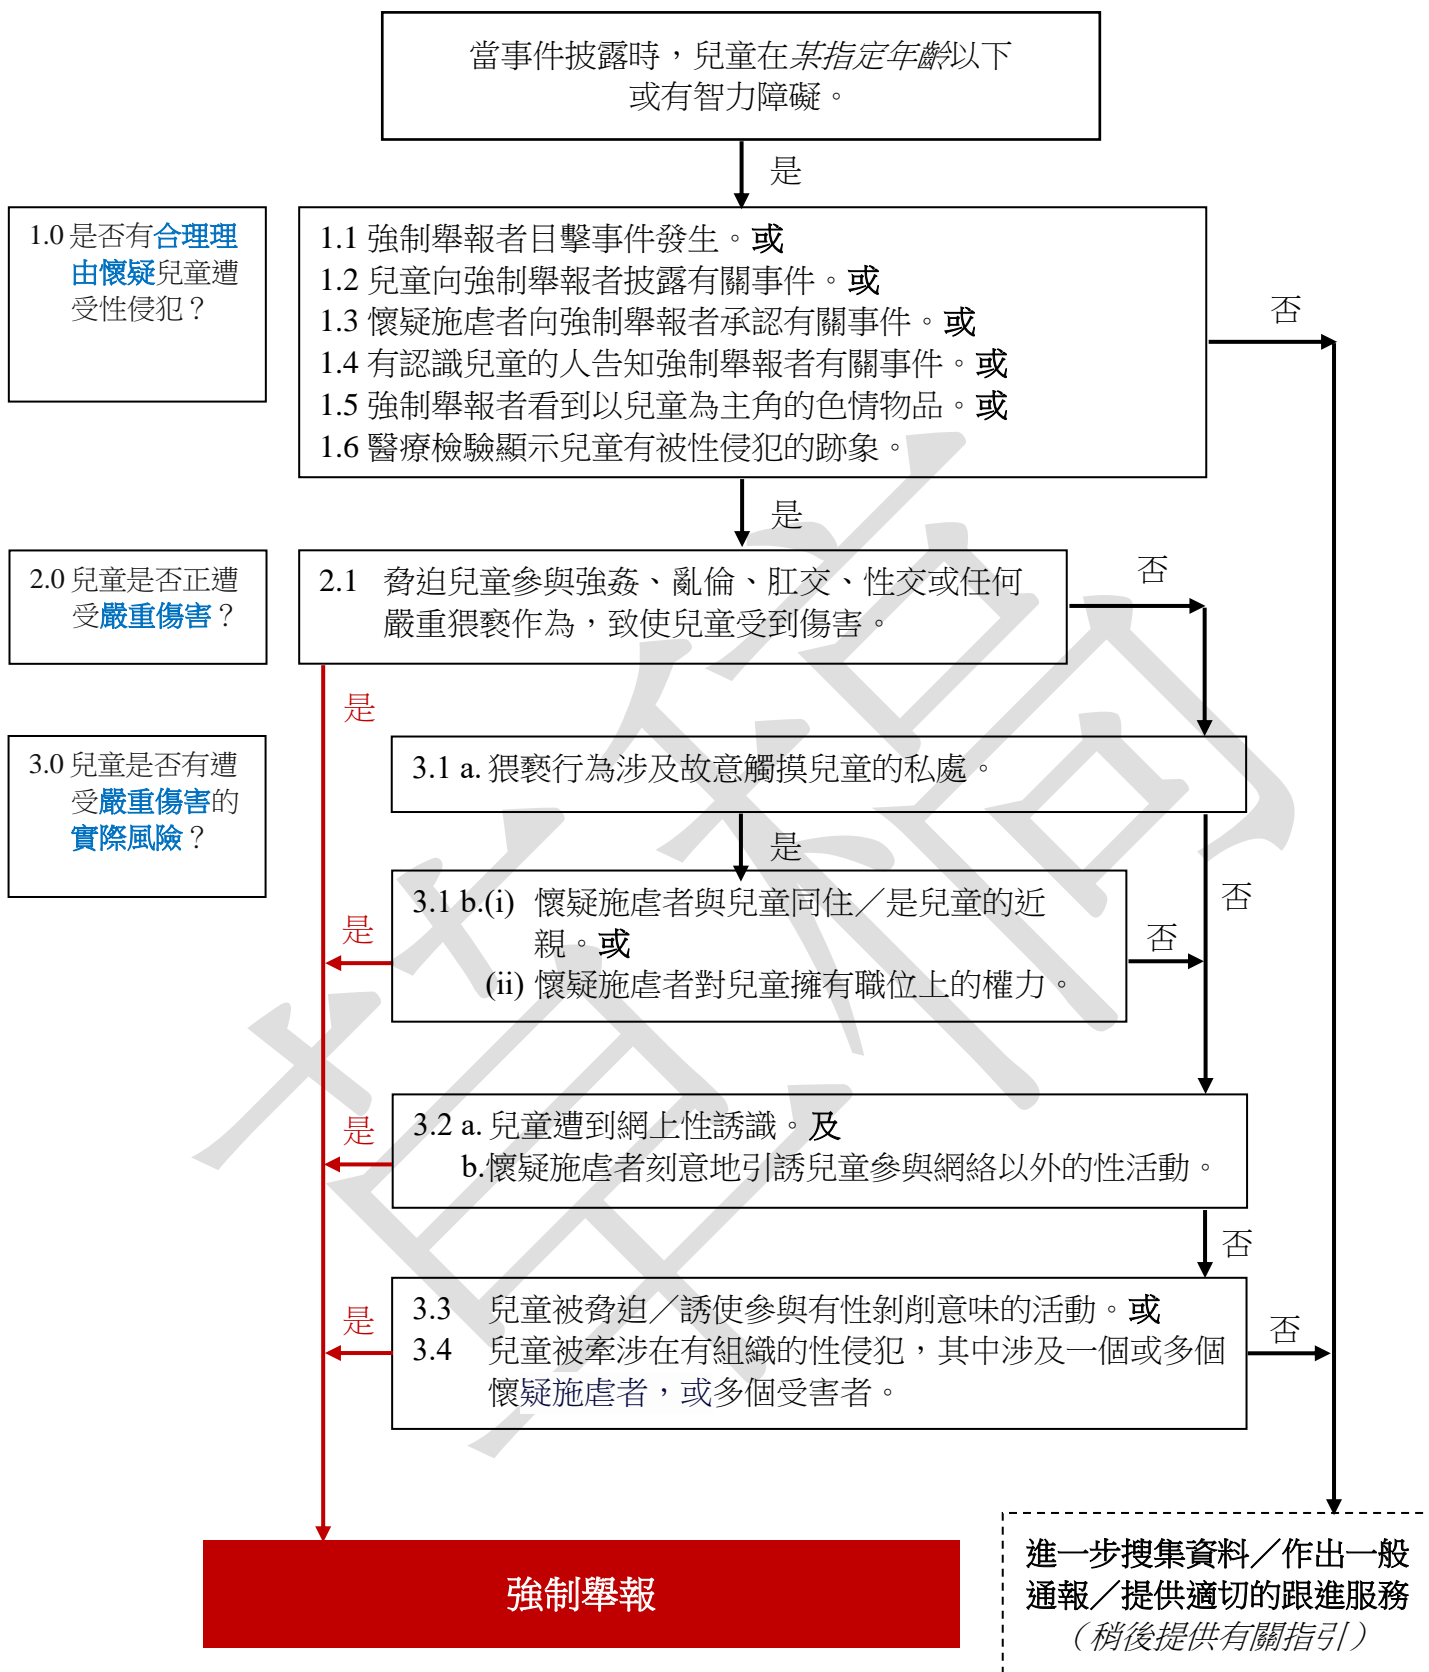 當事件披露時，兒童在某指定年齡以下
或有智力障礙。
是
1.0 是否有合理理
由懷疑兒童遭
受性侵犯？
1.1 強制舉報者目擊事件發生。或
1.2 兒童向強制舉報者披露有關事件。或
1.3 懷疑施虐者向強制舉報者承認有關事件。或
1.4 有認識兒童的人告知強制舉報者有關事件。或
1.5 強制舉報者看到以兒童為主角的色情物品。或
1.6 醫療檢驗顯示兒童有被性侵犯的跡象。
否
是
2.0 兒童是否正遭
受嚴重傷害？
2.1 脅迫兒童參與強姦、亂倫、肛交、性交或任何
嚴重猥褻作為，致使兒童受到傷害。
否
是
3.0 兒童是否有遭
受嚴重傷害的
實際風險？
3.1 a. 猥褻行為涉及故意觸摸兒童的私處。
是
否
3.1 b.(i) 懷疑施虐者與兒童同住／是兒童的近
親。或
(ii) 懷疑施虐者對兒童擁有職位上的權力。
是
否
3.2 a. 兒童遭到網上性誘識。及
b.懷疑施虐者刻意地引誘兒童參與網絡以外的性活動。
是
否
3.3 兒童被脅迫／誘使參與有性剝削意味的活動。或
3.4 兒童被牽涉在有組織的性侵犯，其中涉及一個或多個
懷疑施虐者，或多個受害者。
是
否
強制舉報
進一步搜集資料／作出一般
通報／提供適切的跟進服務
（稍後提供有關指引）
草稿